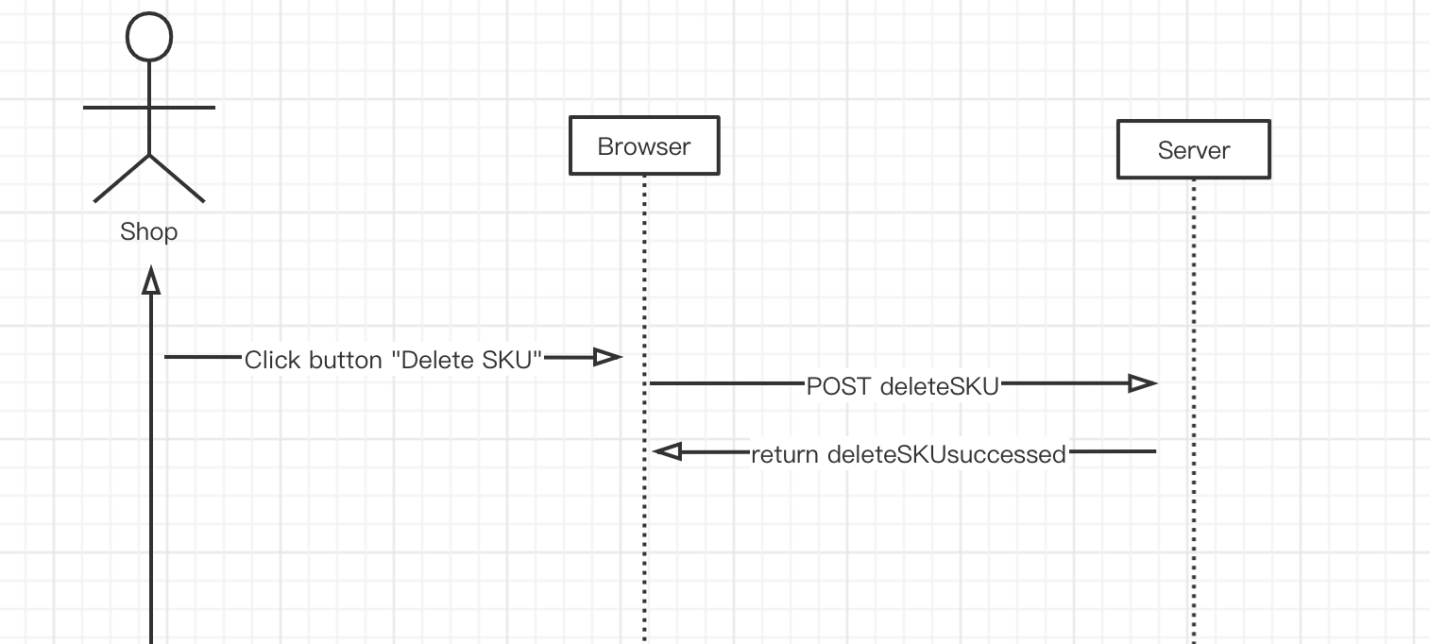 Browser
Server
Shop
Click button "Delete SKU"
POST deleteSKU
return deleteSKUsuccessed